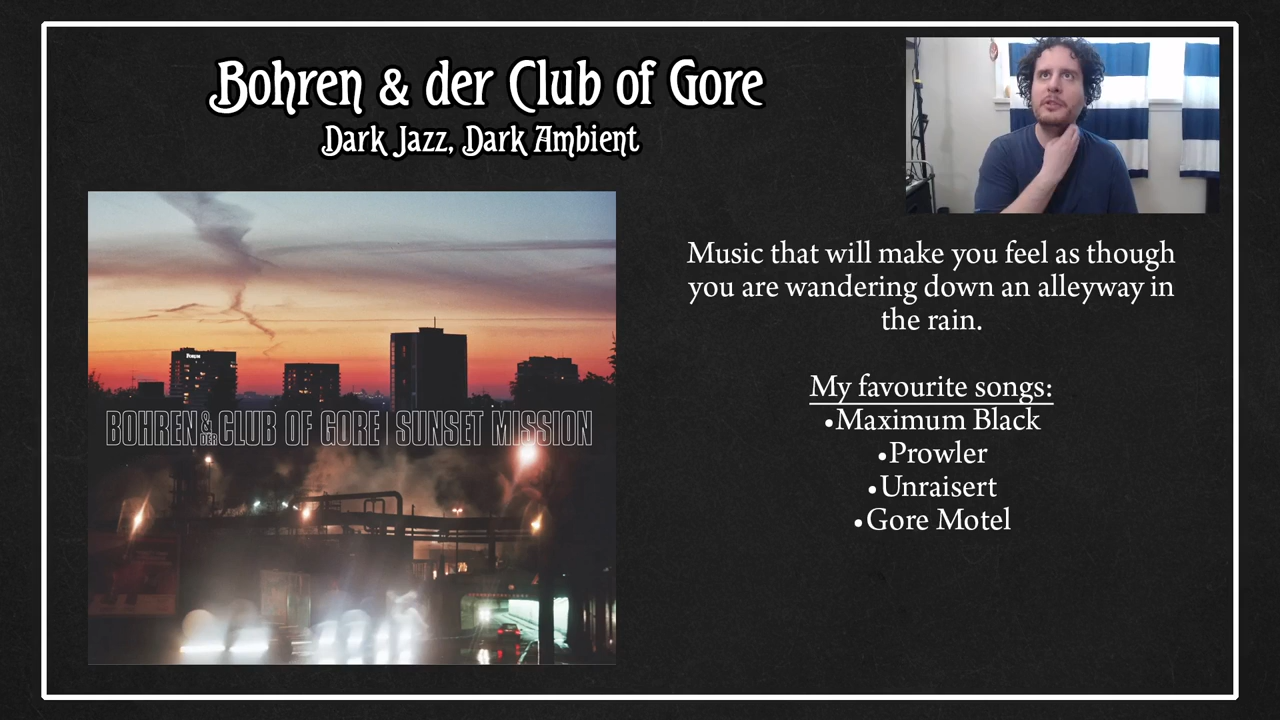 Bohren & der Club of Gore
Dark Jazz, Dark Ambient
BOHREN & DER CLUB OF GORE | SUNSET MISSION
Music that will make you feel as though
you are wandering down an alleyway in
the rain.
My favourite songs:
•Maximum Black
•Prowler
•Unraisert
•Gore Motel